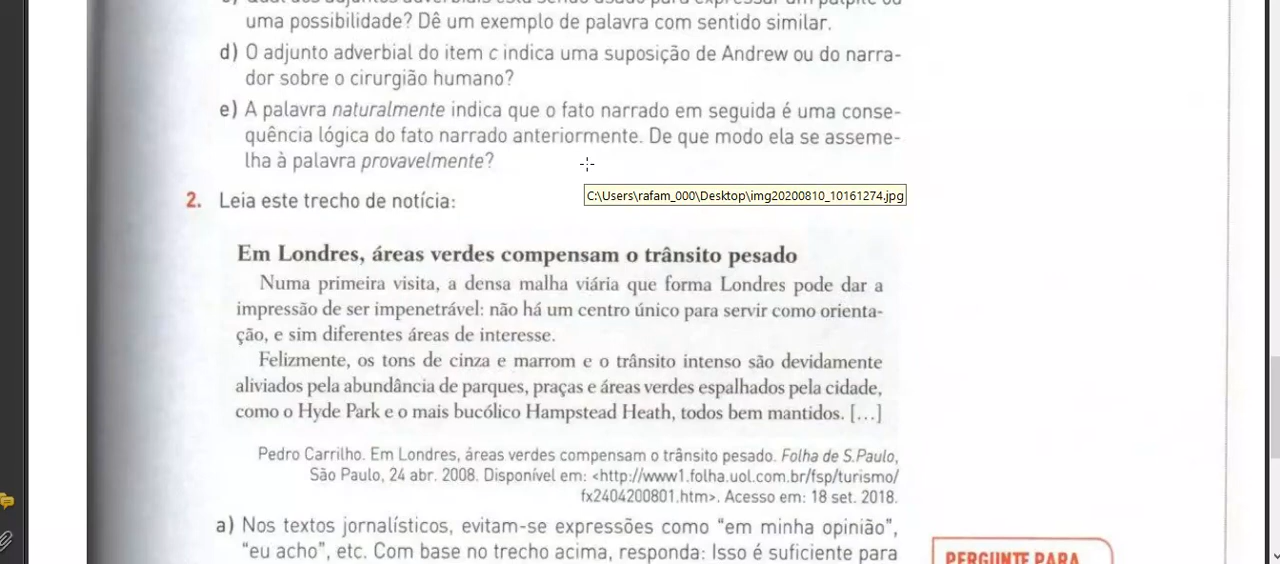 uma possibilidade? Dê um exemplo de palavra com sentido similar.
d) O adjunto adverbial do item c indica uma suposição de Andrew ou do narra-
dor sobre o cirurgião humano?
e) A palavra naturalmente indica que o fato narrado em seguida é uma conse-
quência lógica do fato narrado anteriormente. De que modo ela se asseme-
lha à palavra provavelmente?
C:\Users\rafam_000\Desktop\img20200810_10161274.jpg
2. Leia este trecho de notícia:
Em Londres, áreas verdes compensam o trânsito pesado
Numa primeira visita, a densa malha viária que forma Londres pode dar a
impressão de ser impenetrável: não há um centro único para servir como orienta-
ção, e sim diferentes áreas de interesse.
Felizmente, os tons de cinza e marrom e o trânsito intenso são devidamente
aliviados pela abundância de parques, praças e áreas verdes espalhados pela cidade,
como o Hyde Park e o mais bucólico Hampstead Heath, todos bem mantidos. [...]
Pedro Carrilho. Em Londres, áreas verdes compensam o trânsito pesado. Folha de S.Paulo,
São Paulo, 24 abr. 2008. Disponível em: <http://www1.folha.uol.com.br/fsp/turismo/
fx2404200801.htm>. Acesso em: 18 set. 2018.
a) Nos textos jornalísticos, evitam-se expressões como “em minha opinião”,
“eu acho”, etc. Com base no trecho acima, responda: Isso é suficiente para
PERGUNTE PARA